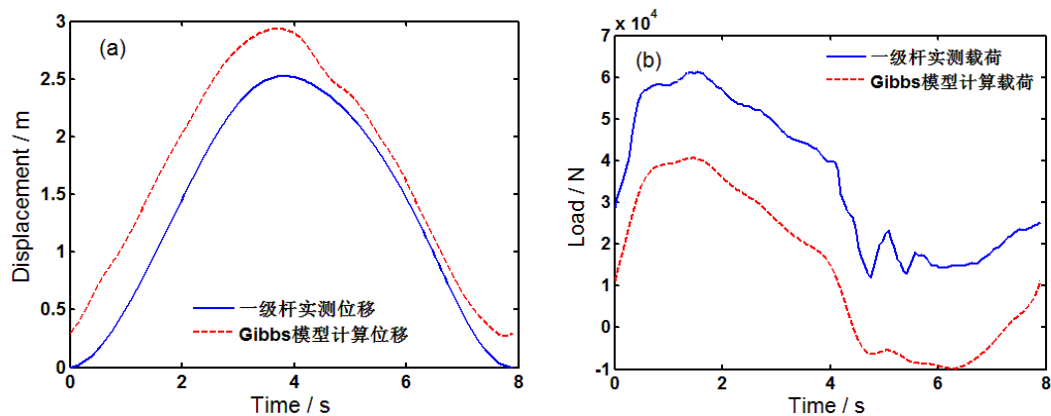 (a)
Displacement / m
3
2.5
2
1.5
1
0.5
0
一级杆实测位移
Gibbs模型计算位移
0 2 4 6 8
Time / s
x 10^4
(b)
Load / N
7
6
5
4
3
2
1
0
-1
一级杆实测载荷
Gibbs模型计算载荷
0 2 4 6 8
Time / s